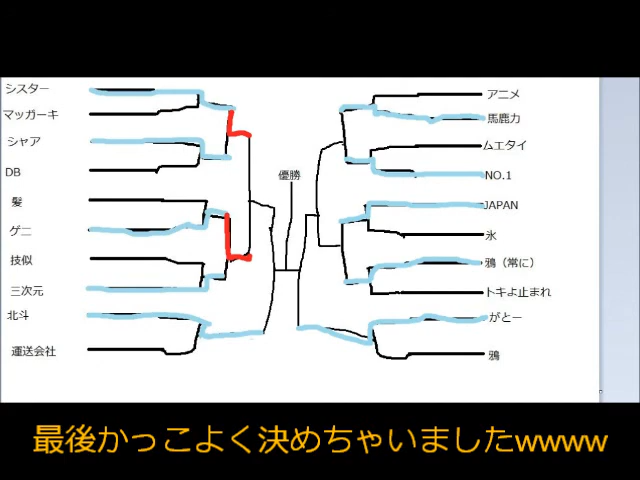 シスター
マッガーキ
シャア
DB
髪
ゲニ
技似
三次元
北斗
運送会社
優勝
アニメ
馬鹿力
ムエタイ
NO.1
JAPAN
氷
鴉（常に）
トキよ止まれ
がとー
鴉
最後かっこよく決めちゃいましたwwww